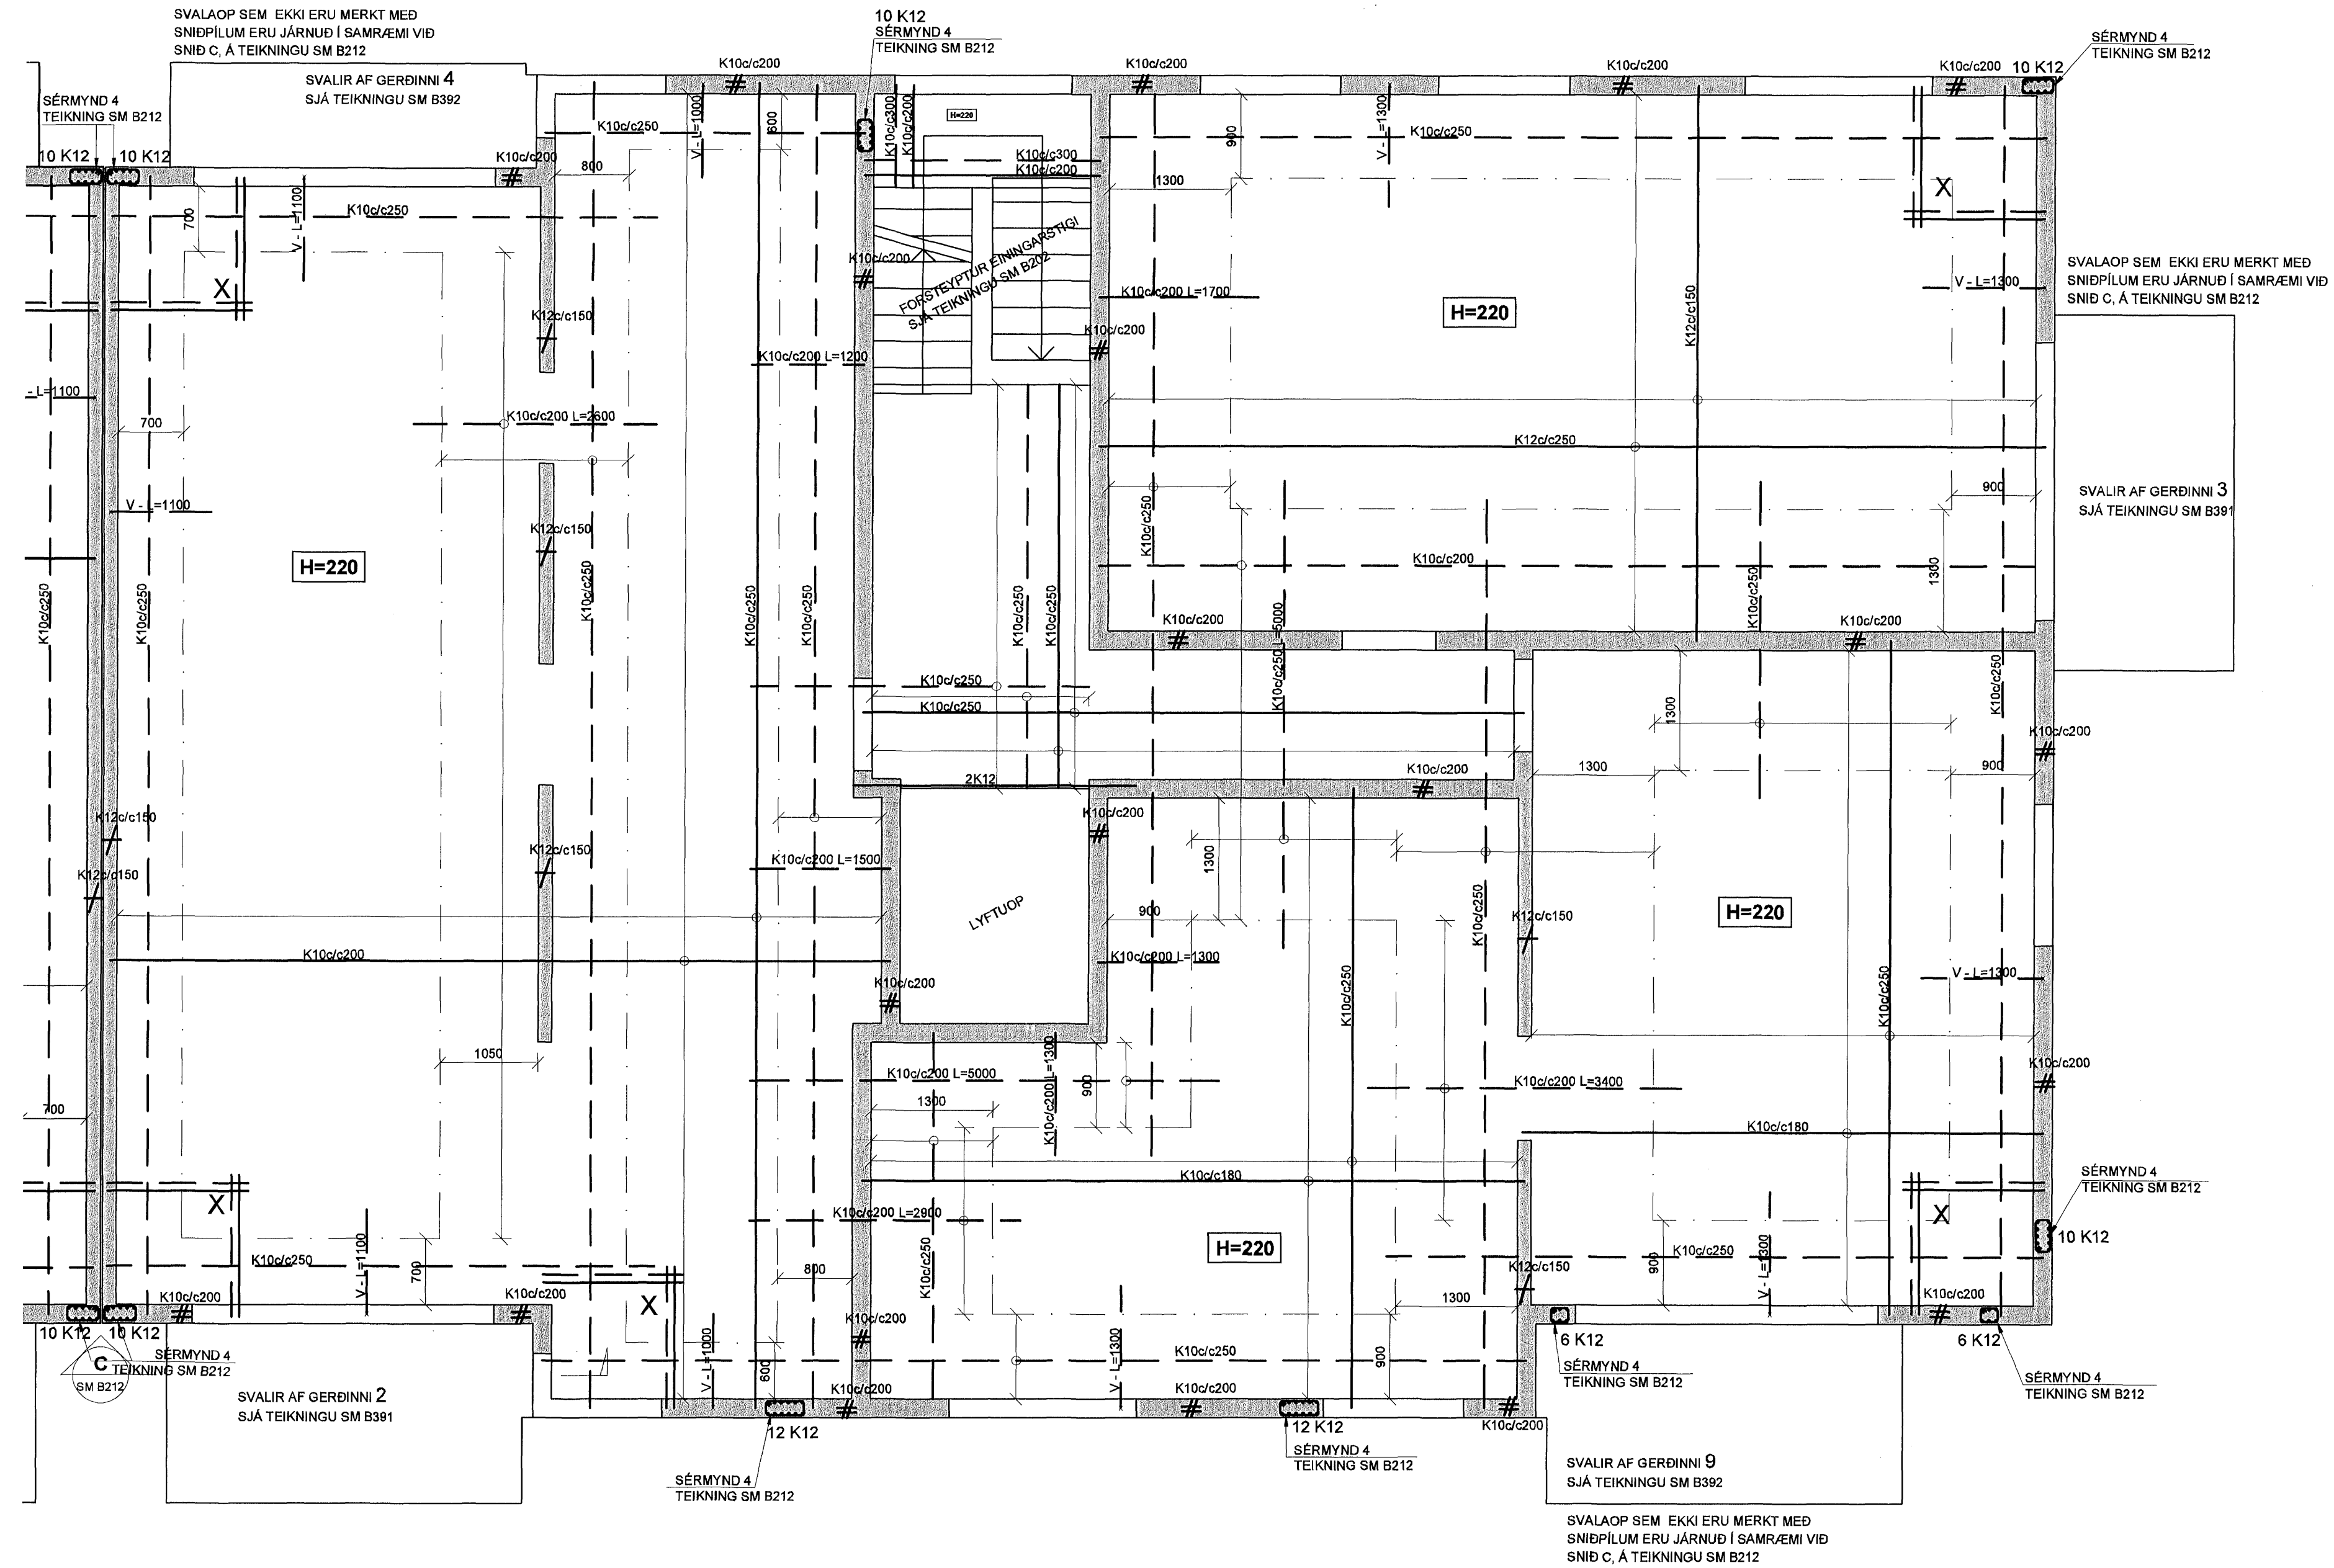 SVALAOP SEM EKKI ERU MERKT MEÐ
SNIÐPÍLUM ERU JÁRNUÐ Í SAMRÆMI VIÐ
SNIÐ C, Á TEIKNINGU SM B212
10 K12
SÉRMYND 4
TEIKNING SM B212
SÉRMYND 4
TEIKNING SM B212
SVALIR AF GERÐINNI 4
SJÁ TEIKNINGU SM B392
SÉRMYND 4
TEIKNING SM B212
K10c/c200
K10c/c200
K10c/c200
K10c/c200
10 K12
10 K12
10 K12
K10c/c200
K10c/c250
V - L=1000
600
800
K10c/c300
K10c/c200
H=220
K10c/c300
K10c/c200
900
1300
V - L=1300
K10c/c250
X
700
V - L=1100
K10c/c250
X
K10c/c200
FORSTEYPTUR EININGARSTIGI
SJÁ TEIKNINGU SM B202
K10c/c200 L=1700
K10c/c200
H=220
K12c/c150
V - L=1300
SVALAOP SEM EKKI ERU MERKT MEÐ
SNIÐPÍLUM ERU JÁRNUÐ Í SAMRÆMI VIÐ
SNIÐ C, Á TEIKNINGU SM B212
K12c/c150
K10c/c200 L=1200
- L=1100
700
K10c/c200 L=2600
K12c/c250
900
SVALIR AF GERÐINNI 3
SJÁ TEIKNINGU SM B391
V - L=1100
K12c/c150
H=220
K10c/c250
K10c/c250
K10c/c250
K10c/c250
K10c/c250
K10c/c250
K10c/c250
K10c/c250
K10c/c200
K10c/c250
1300
K10c/c200
K10c/c200
K10c/c250 L=5000
K10c/c250
K10c/c250
1300
K10c/c250
K10c/c200
2K12
K10c/c200
1300
900
K12c/c150
K12c/c150
K12c/c150
K10c/c200 L=1500
K10c/c200
1300
LYFTUOP
900
K10c/c250
K12c/c150
H=220
K10c/c200
K10c/c200
K10c/c200 L=1300
K10c/c250
K10c/c250
V - L=1300
1050
700
K10c/c200 L=5000
K10c/c200 L=1300
900
1300
K10c/c200 L=3400
K10c/c200
K10c/c180
K10c/c180
X
K10c/c200 L=2900
K10c/c250
H=220
X
SÉRMYND 4
TEIKNING SM B212
10 K12
K10c/c250
V - L=1100
700
800
K10c/c250
900
V - L=1300
K12c/c150
1300
K10c/c200
K10c/c200
K10c/c200
X
K10c/c200
10 K12
10 K12
C
SM B212
SÉRMYND 4
TEIKNING SM B212
V - L=1000
600
K10c/c250
V - L=1300
900
6 K12
6 K12
SÉRMYND 4
TEIKNING SM B212
SÉRMYND 4
TEIKNING SM B212
SVALIR AF GERÐINNI 2
SJÁ TEIKNINGU SM B391
K10c/c200
K10c/c200
K10c/c200
12 K12
12 K12
SÉRMYND 4
TEIKNING SM B212
SÉRMYND 4
TEIKNING SM B212
SVALIR AF GERÐINNI 9
SJÁ TEIKNINGU SM B392
SVALAOP SEM EKKI ERU MERKT MEÐ
SNIÐPÍLUM ERU JÁRNUÐ Í SAMRÆMI VIÐ
SNIÐ C, Á TEIKNINGU SM B212